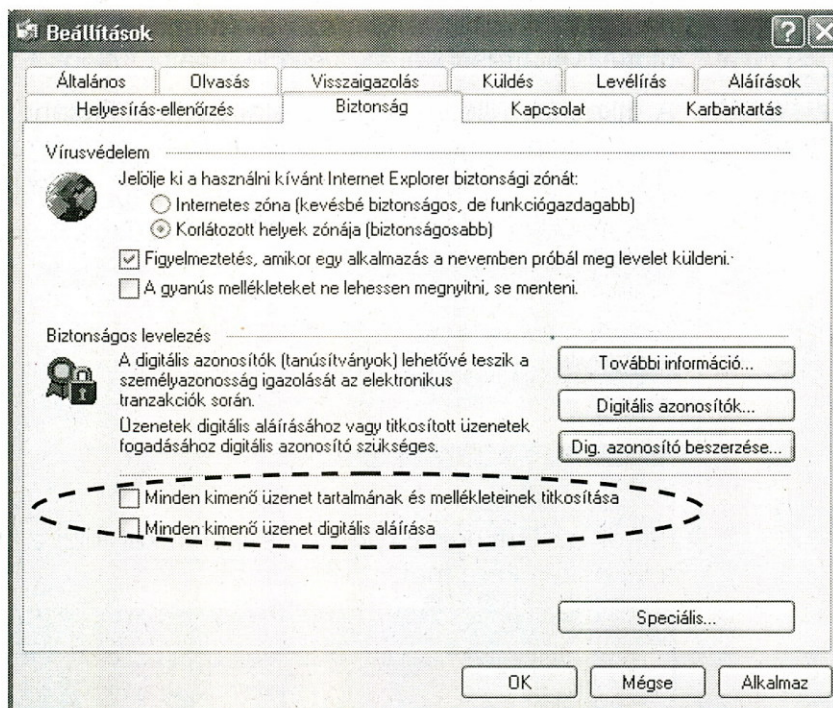 Beállítások
Általános Olvasás Visszaigazolás Küldés Levélírás Aláírások
Helyesírás-ellenőrzés Biztonság Kapcsolat Karbantartás
Vírusvédelem
Jelölje ki a használni kívánt Internet Explorer biztonsági zónát:
Internetes zóna (kevésbé biztonságos, de funkciógazdagabb)
Korlátozott helyek zónája (biztonságosabb)
Figyelmeztetés, amikor egy alkalmazás a nevemben próbál meg levelet küldeni.
A gyanús mellékleteket ne lehessen megnyitni, se menteni.
Biztonságos levelezés
A digitális azonosítók (tanúsítványok) lehetővé teszik a
személyazonosság igazolását az elektronikus
tranzakciók során.
További információ...
Digitális azonosítók...
Üzenetek digitális aláírásához vagy titkosított üzenetek
fogadásához digitális azonosító szükséges.
Dig. azonosító beszerzése...
Minden kimenő üzenet tartalmának és mellékleteinek titkosítása
Minden kimenő üzenet digitális aláírása
Speciális...
OK Mégse Alkalmaz